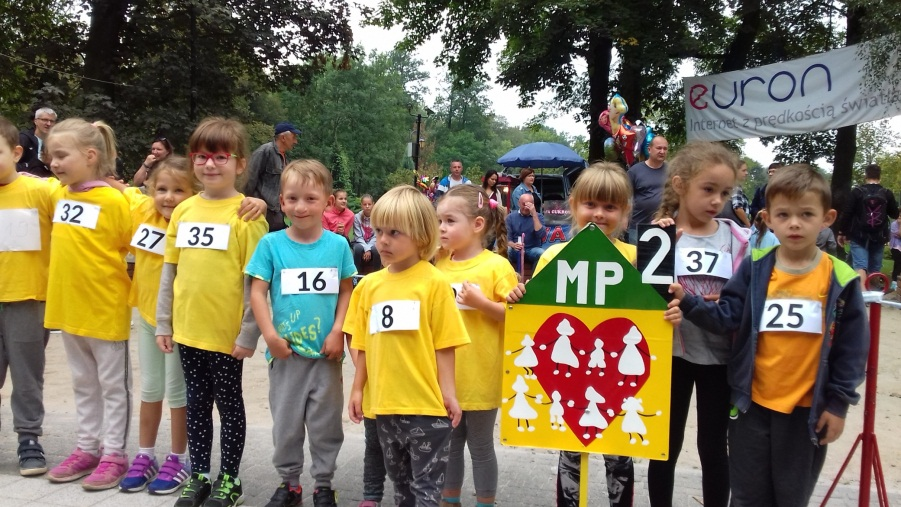 euron
Internet z prędkością świat
32
27
35
16
8
MP
2
37
25